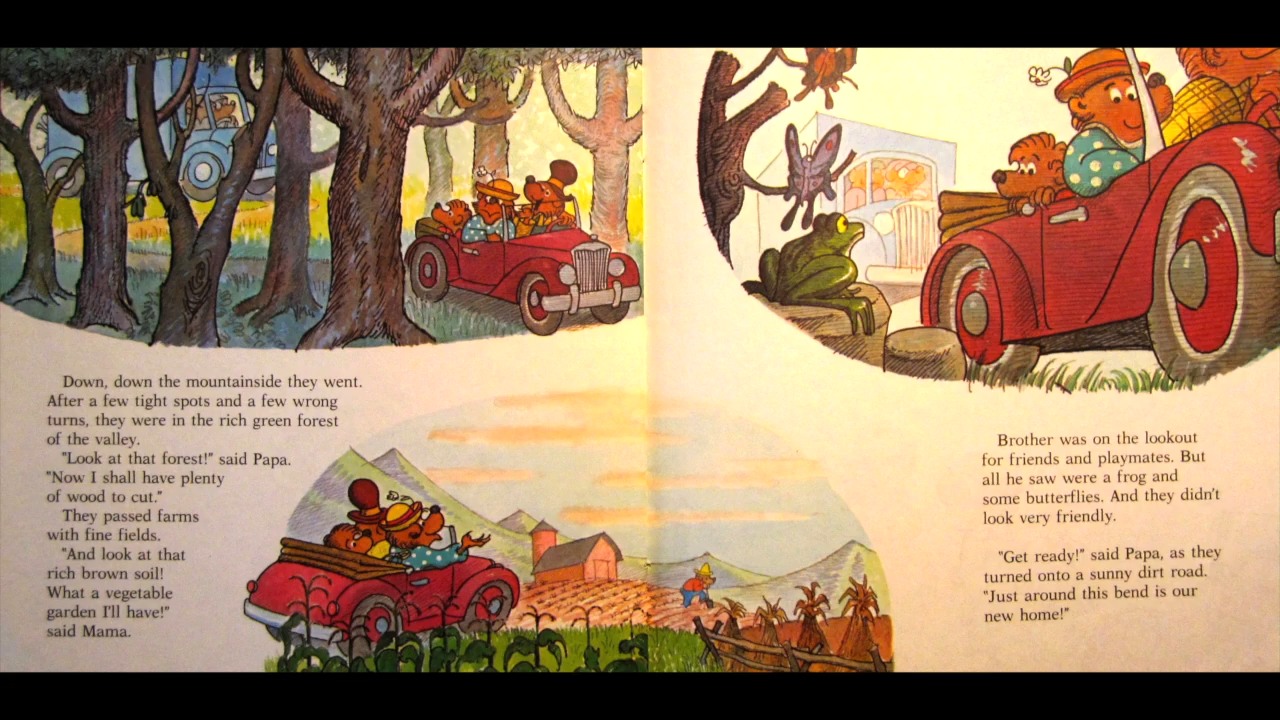 Down, down the mountainside they went.
After a few tight spots and a few wrong
turns, they were in the rich green forest
of the valley.
"Look at that forest!" said Papa.
"Now I shall have plenty
of wood to cut."
They passed farms
with fine fields.
"And look at that
rich brown soil!
What a vegetable
garden I'll have!"
said Mama.
Brother was on the lookout
for friends and playmates. But
all he saw were a frog and
some butterflies. And they didn't
look very friendly.
"Get ready!" said Papa, as they
turned onto a sunny dirt road.
"Just around this bend is our
new home!"